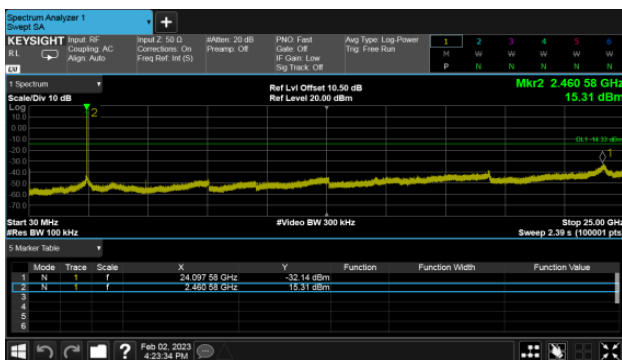 Spectrum Analyzer 1
Swept SA
KEYSIGHT Input: RF Input Z: 50 Ω #Atten: 20 dB PNO: Fast Avg Type: Log-Power 1 2 3 4 5 6
RL Coupling: AC Corrections: On Preamp: Off Gate: Off Trig: Free Run M W W W W W
Align: Auto Freq Ref: Int (S) IF Gain: Low
Sig Track: Off P N N N N N
LXI
1 Spectrum Ref Lvl Offset 10.50 dB Mkr2 2.460 58 GHz
Scale/Div 10 dB Ref Level 20.00 dBm 15.31 dBm
Log
10.0
0.00
-10.0
-20.0
-30.0
-40.0
-50.0
-60.0
-70.0
2
1
Start 30 MHz #Video BW 300 kHz Stop 25.00 GHz
#Res BW 100 kHz Sweep 2.39 s (100001 pts)
5 Marker Table
Mode Trace Scale X Y Function Function Width Function Value
1 N 1 f 24.097 58 GHz -32.14 dBm
2 N 1 f 2.460 58 GHz 15.31 dBm
3
4
5
6
? Feb 02, 2023
4:23:34 PM